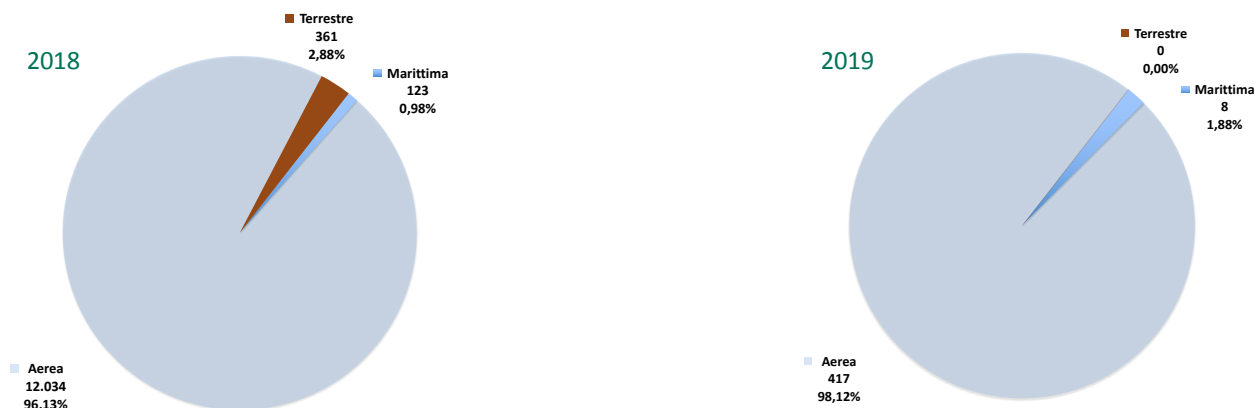 2018
Terrestre
361
2,88%
Marittima
123
0,98%
Aerea
12.034
96,13%
2019
Terrestre
0
0,00%
Marittima
8
1,88%
Aerea
417
98,12%